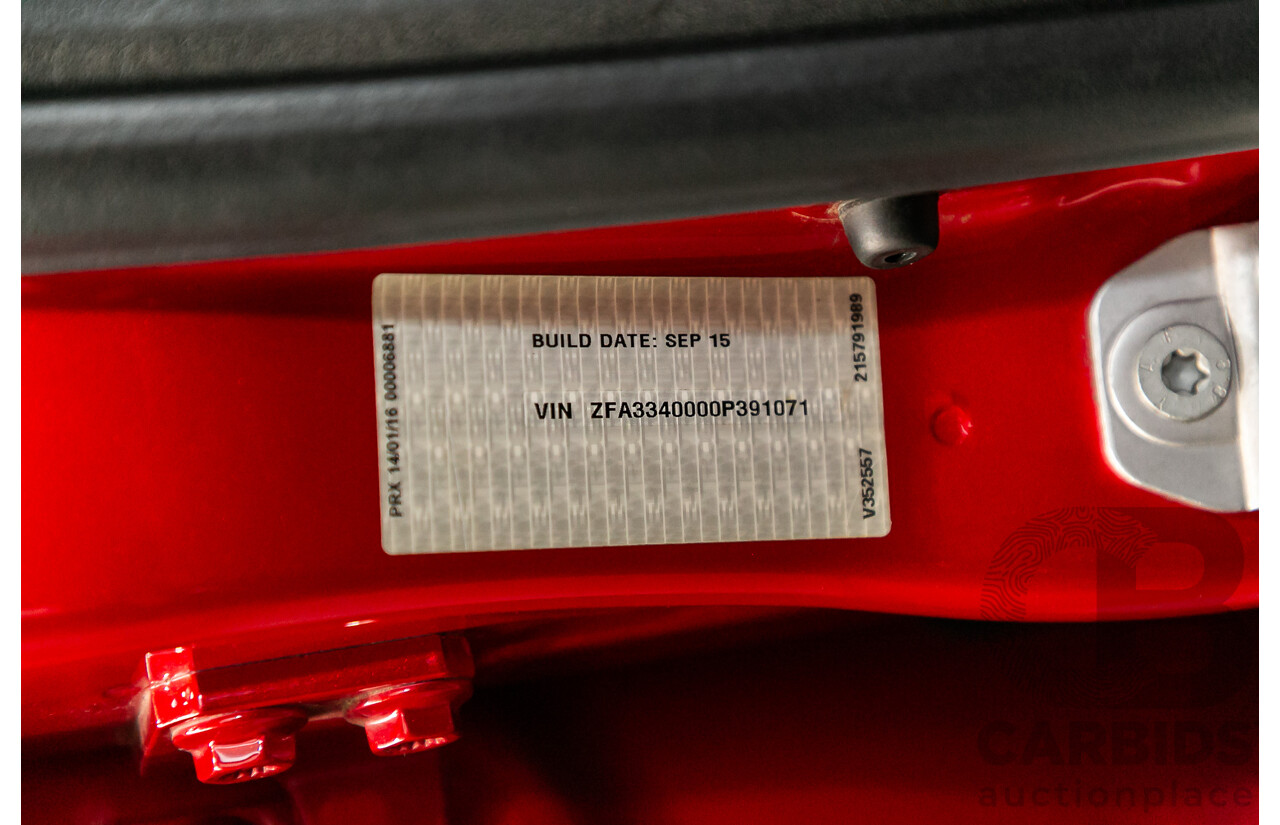 BUILD DATE: SEP 15
VIN ZFA3340000P391071
PRX 14/01/16 00006881
215791989
V352557
CARBIDS
auctionplace